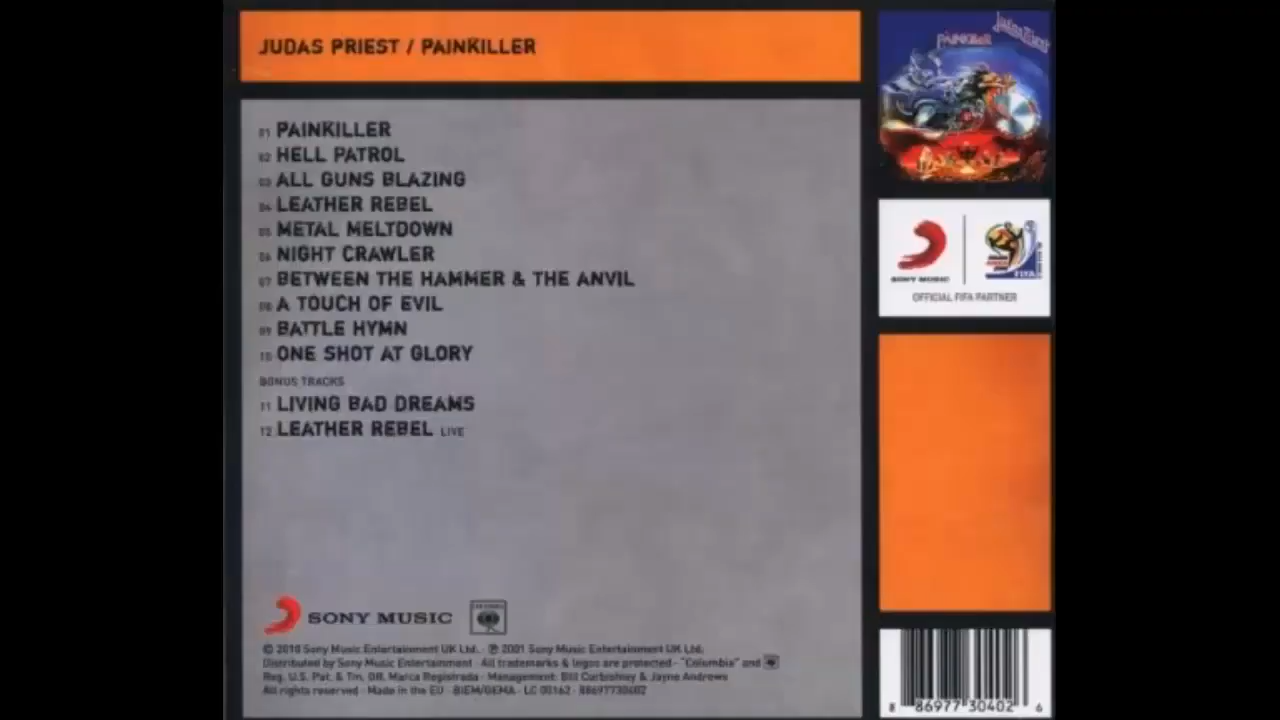 JUDAS PRIEST / PAINKILLER
01 PAINKILLER
02 HELL PATROL
03 ALL GUNS BLAZING
04 LEATHER REBEL
05 METAL MELTDOWN
06 NIGHT CRAWLER
07 BETWEEN THE HAMMER & THE ANVIL
08 A TOUCH OF EVIL
09 BATTLE HYMN
10 ONE SHOT AT GLORY
BONUS TRACKS
11 LIVING BAD DREAMS
12 LEATHER REBEL LIVE
SONY MUSIC
© 2010 Sony Music Entertainment UK Ltd. · ℗ 2001 Sony Music Entertainment UK Ltd.
Distributed by Sony Music Entertainment · All trademarks & logos are protected · "Columbia" and
Reg. U.S. Pat. & Tm. Off. Marca Registrada · Management: Bill Curbishley & Jayne Andrews
All rights reserved · Made in the EU · BIEM/GEMA · LC 00162 · 88697730402
Judas Priest
PAINKILLER
SONY MUSIC
FIFA
OFFICIAL FIFA PARTNER
8 86977 30402 6